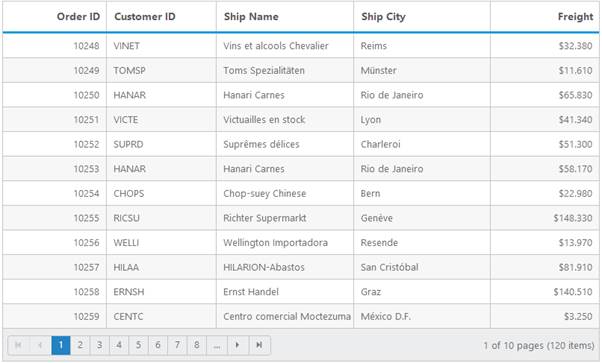 Order ID Customer ID Ship Name Ship City Freight
10248 VINET Vins et alcools Chevalier Reims $32.380
10249 TOMSP Toms Spezialitäten Münster $11.610
10250 HANAR Hanari Carnes Rio de Janeiro $65.830
10251 VICTE Victuailles en stock Lyon $41.340
10252 SUPRD Suprêmes délices Charleroi $51.300
10253 HANAR Hanari Carnes Rio de Janeiro $58.170
10254 CHOPS Chop-suey Chinese Bern $22.980
10255 RICSU Richter Supermarkt Genève $148.330
10256 WELLI Wellington Importadora Resende $13.970
10257 HILAA HILARION-Abastos San Cristóbal $81.910
10258 ERNSH Ernst Handel Graz $140.510
10259 CENTC Centro comercial Moctezuma México D.F. $3.250
1 2 3 4 5 6 7 8 ... 1 of 10 pages (120 items)